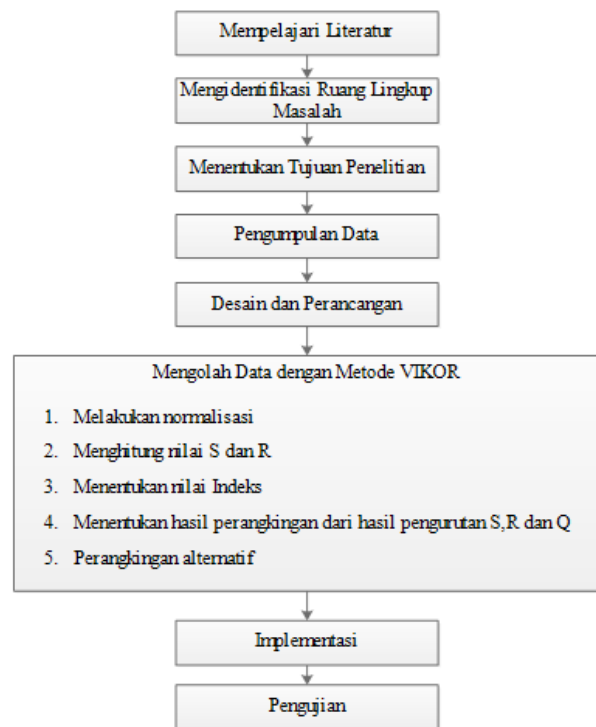 Mempelajari Literatur
Mengidentifikasi Ruang Lingkup
Masalah
Menentukan Tujuan Penelitian
Pengumpulan Data
Desain dan Perancangan
Mengolah Data dengan Metode VIKOR
1. Melakukan normalisasi
2. Menghitung nilai S dan R
3. Menentukan nilai Indeks
4. Menentukan hasil perangkingan dari hasil pengurutan S,R dan Q
5. Perangkingan alternatif
Implementasi
Pengujian